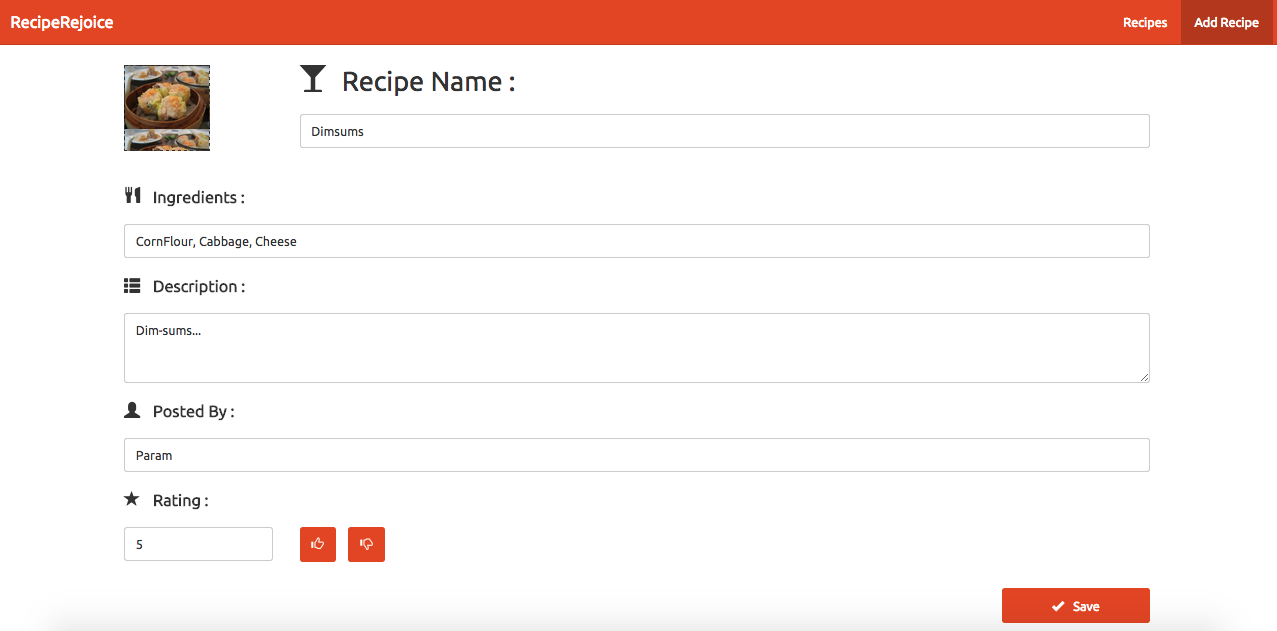 RecipeRejoice
Recipes
Add Recipe
Recipe Name :
Dimsums
Ingredients :
CornFlour, Cabbage, Cheese
Description :
Dim-sums...
Posted By :
Param
Rating :
5
Save